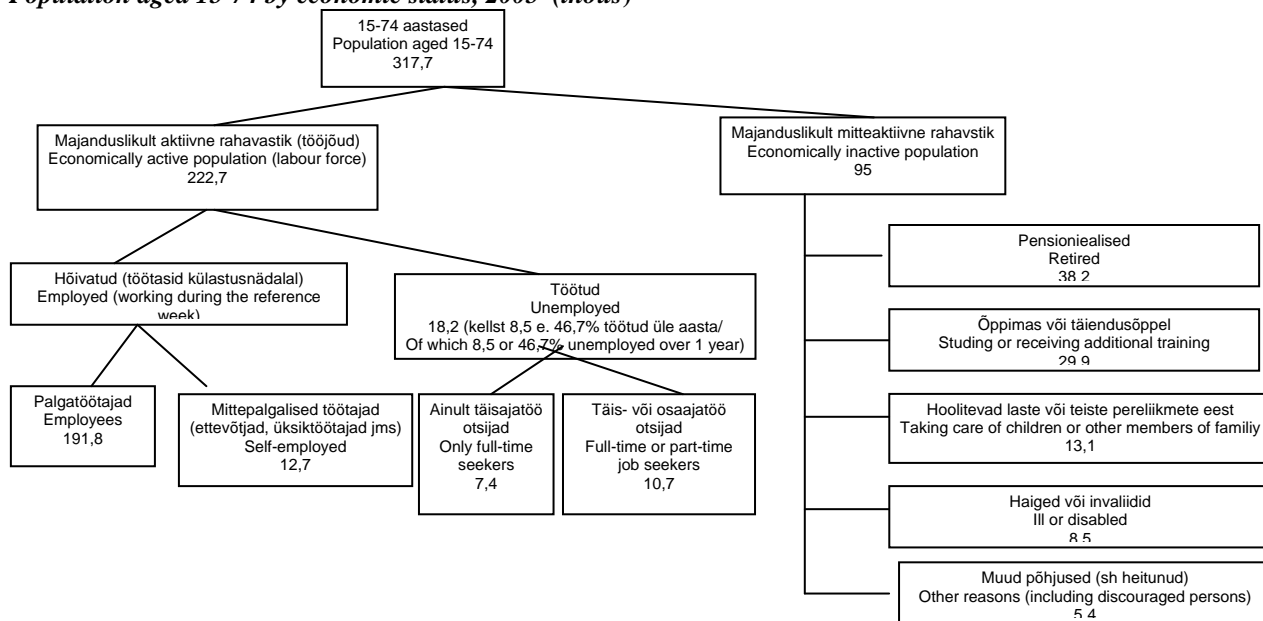 Population aged 15-74 by economic status, (thous)
15-74 aastased
Population aged 15-74
317,7
Majanduslikult aktiivne rahavastik (tööjõud)
Economically active population (labour force)
222,7
Majanduslikult mitteaktiivne rahavstik
Economically inactive population
95
Hõivatud (töötasid külastusnädalal)
Employed (working during the reference
week)
Töötud
Unemployed
18,2 (kellst 8,5 e. 46,7% töötud üle aasta/
Of which 8,5 or 46,7% unemployed over 1 year)
Palgatöötajad
Employees
191,8
Mittepalgalised töötajad
(ettevõtjad, üksiktöötajad jms)
Self-employed
12,7
Ainult täisajatöö
otsijad
Only full-time
seekers
7,4
Täis- või osaajatöö
otsijad
Full-time or part-time
job seekers
10,7
Pensioniealised
Retired
38,2
Õppimas või täiendusõppel
Studing or receiving additional training
29,9
Hoolitevad laste või teiste pereliikmete eest
Taking care of children or other members of familiy
13,1
Haiged või invaliidid
Ill or disabled
8,5
Muud põhjused (sh heitunud)
Other reasons (including discouraged persons)
5,4